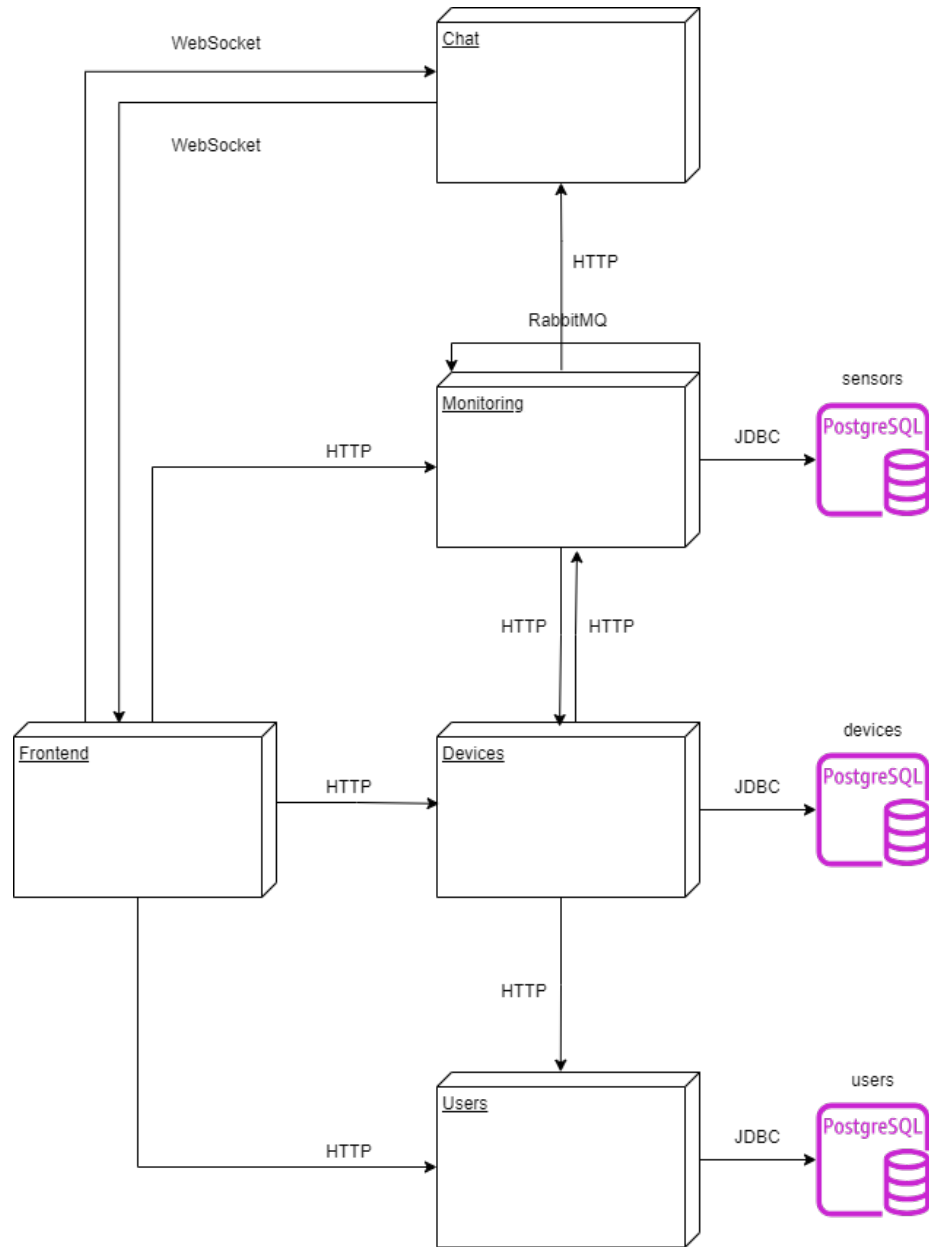 WebSocket
Chat
WebSocket
HTTP
RabbitMQ
sensors
Monitoring
PostgreSQL
JDBC
HTTP
HTTP
HTTP
devices
Frontend
Devices
PostgreSQL
HTTP
JDBC
HTTP
users
Users
PostgreSQL
JDBC
HTTP